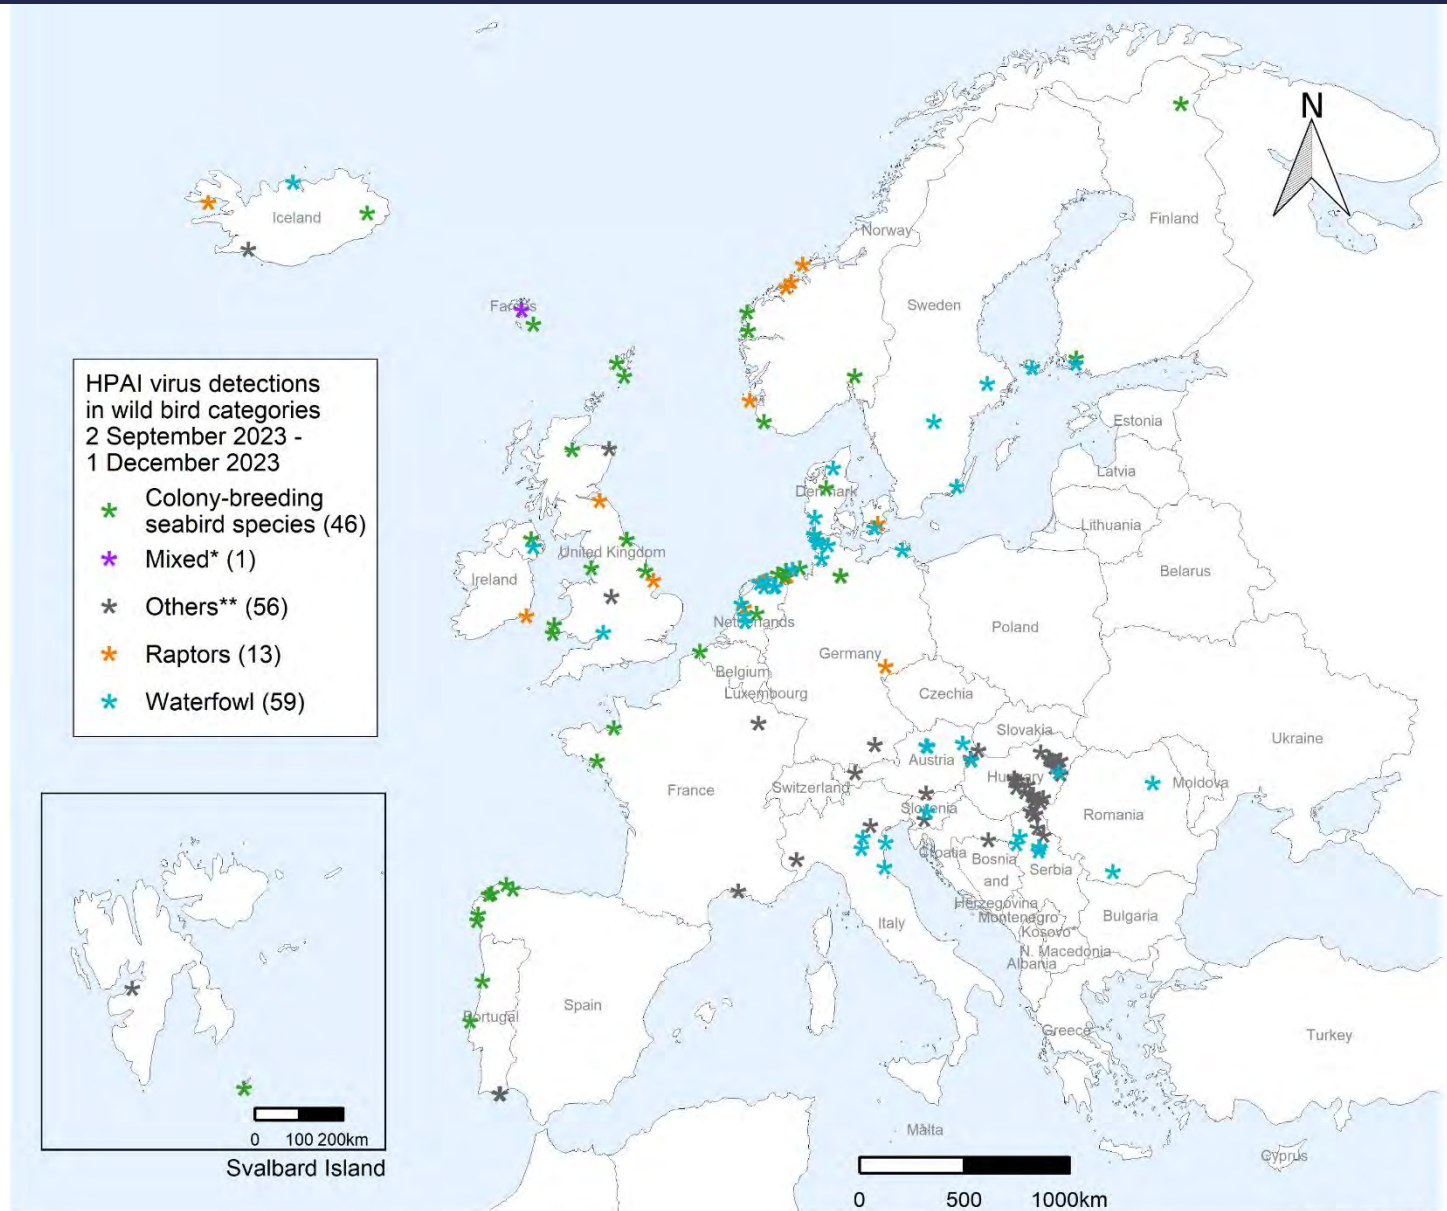 N
Iceland
Norway
Finland
Faroes
Sweden
HPAI virus detections
in wild bird categories
2 September 2023 -
1 December 2023
Colony-breeding
seabird species (46)
Mixed* (1)
Others** (56)
Raptors (13)
Waterfowl (59)
Estonia
Latvia
Denmark
Lithuania
United Kingdom
Ireland
Belarus
Netherlands
Poland
Germany
Belgium
Luxembourg
Czechia
Slovakia
Ukraine
Austria
Hungary
Moldova
France
Switzerland
Slovenia
Romania
Croatia
Bosnia
and
Herzegovina
Serbia
Montenegro
Kosovo*
Bulgaria
Italy
N. Macedonia
Albania
Spain
Portugal
Greece
Turkey
Malta
Cyprus
0 100 200km
Svalbard Island
0 500 1000km